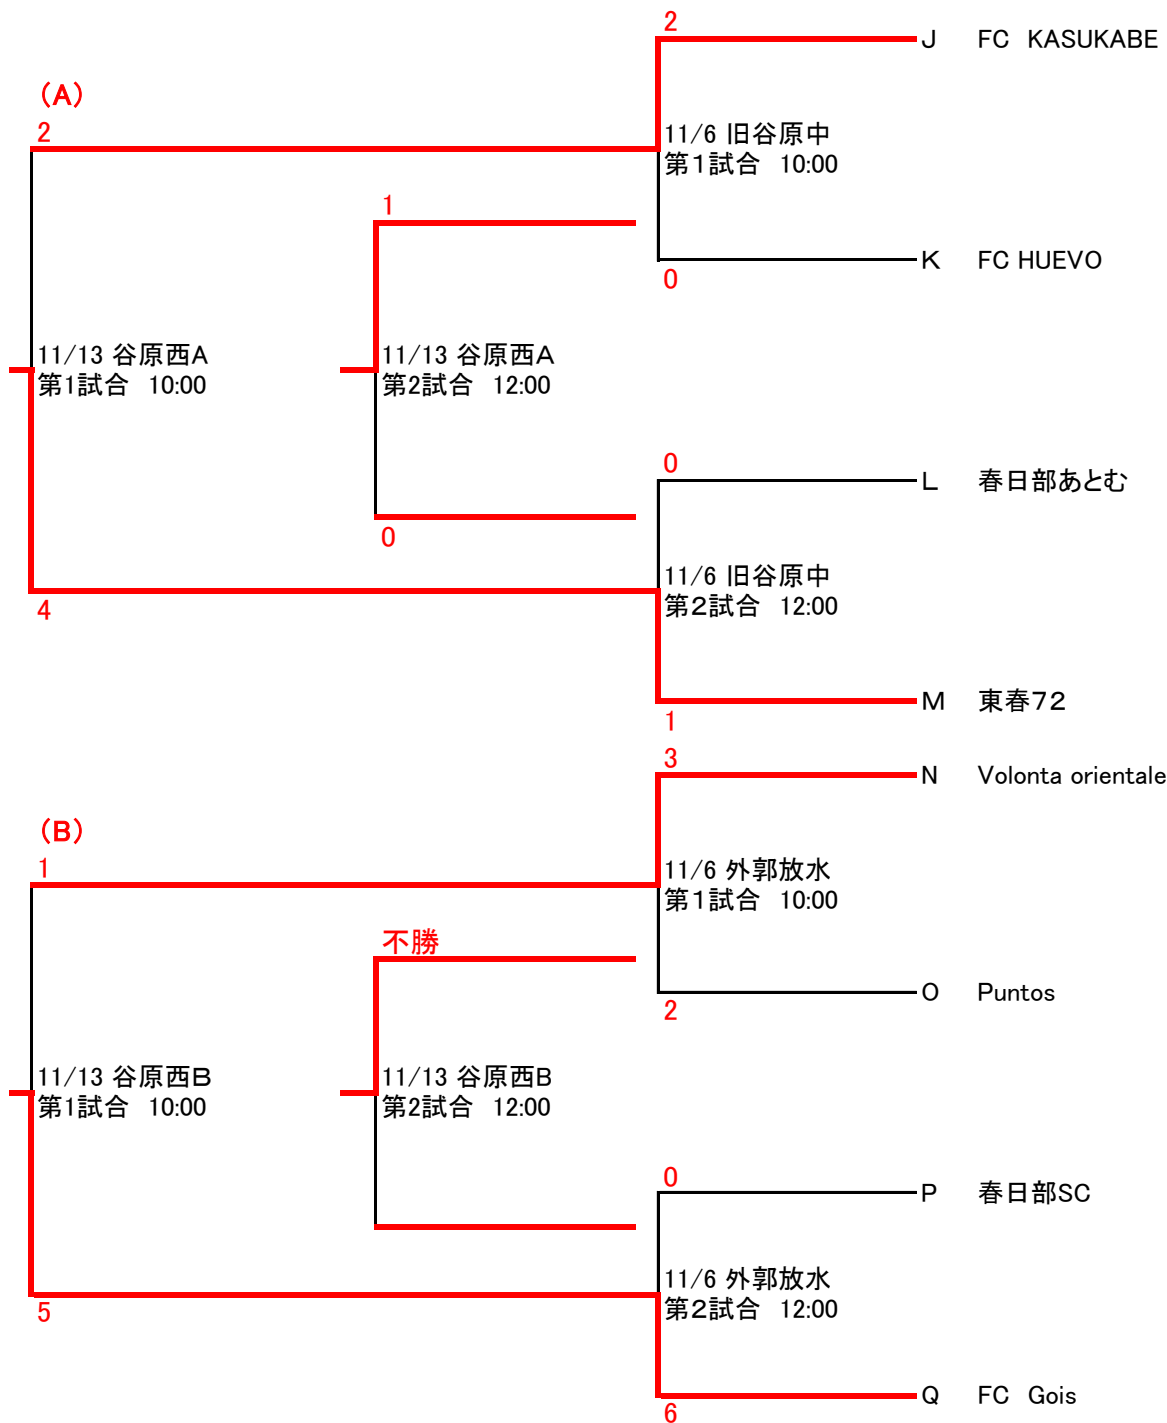 2
J FC KASUKABE
(A)
2
11/6 旧谷原中
第1試合 10:00
1
K FC HUEVO
0
11/13 谷原西A
第1試合 10:00
11/13 谷原西A
第2試合 12:00
0
L 春日部あとむ
0
11/6 旧谷原中
第2試合 12:00
4
M 東春72
1
3
N Volonta orientale
(B)
1
11/6 外郭放水
第1試合 10:00
不勝
O Puntos
2
11/13 谷原西B
第1試合 10:00
11/13 谷原西B
第2試合 12:00
0
P 春日部SC
11/6 外郭放水
第2試合 12:00
5
Q FC Gois
6